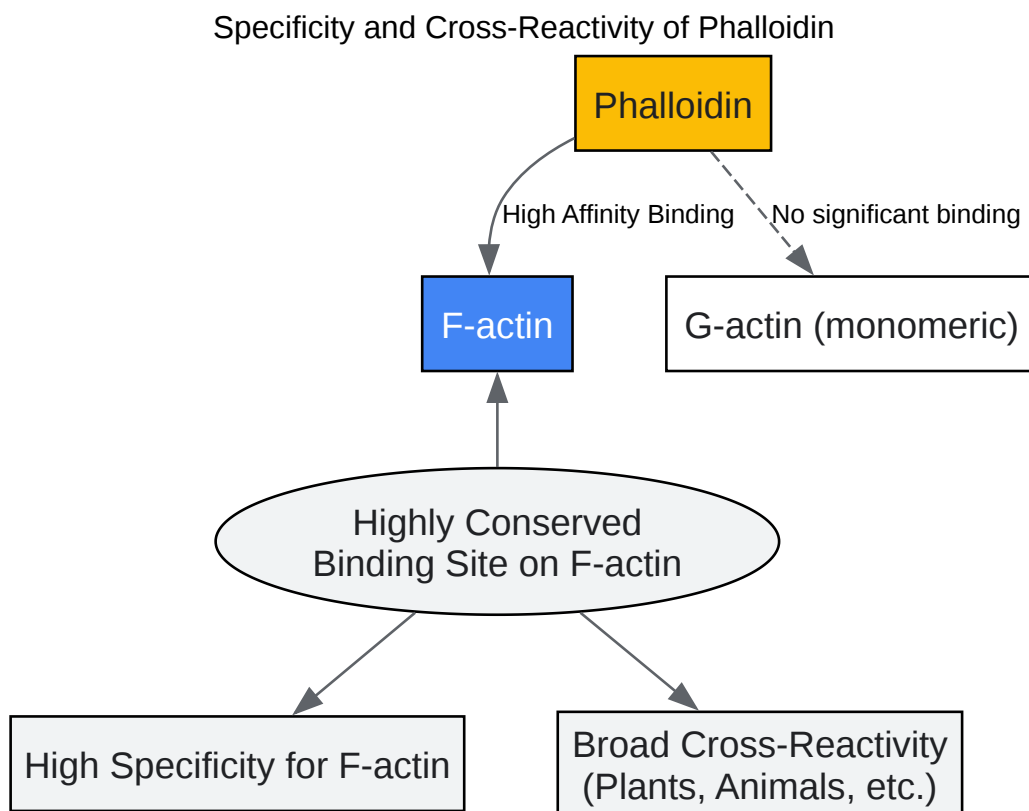 Specificity and Cross-Reactivity of Phalloidin
Phalloidin
High Affinity Binding
No significant binding
F-actin
G-actin (monomeric)
Highly Conserved
Binding Site on F-actin
High Specificity for F-actin
Broad Cross-Reactivity
(Plants, Animals, etc.)